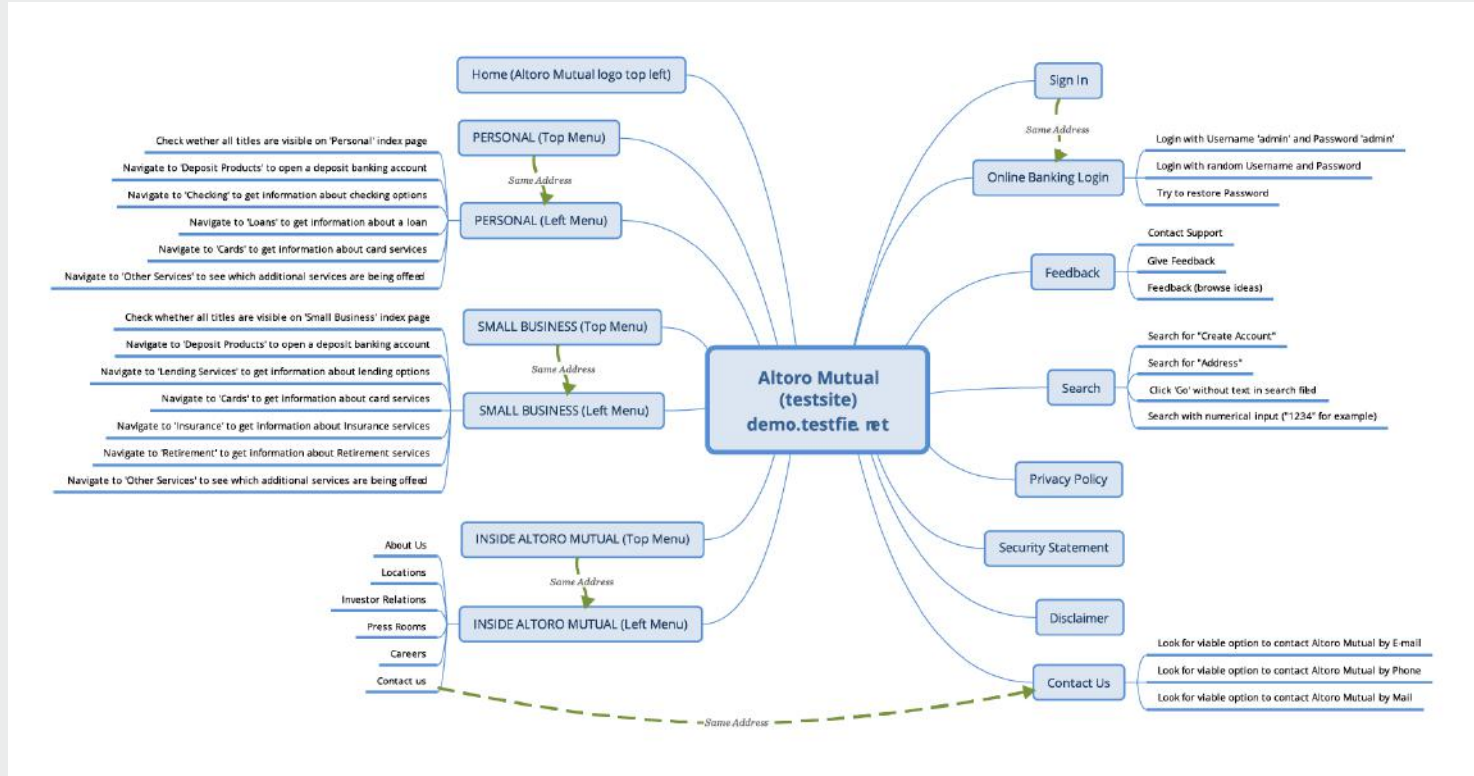 Home (Altoro Mutual logo top left)
PERSONAL (Top Menu)
Same Address
PERSONAL (Left Menu)
Check wether all titles are visible on 'Personal' index page
Navigate to 'Deposit Products' to open a deposit banking account
Navigate to 'Checking' to get information about checking options
Navigate to 'Loans' to get information about a loan
Navigate to 'Cards' to get information about card services
Navigate to 'Other Services' to see which additional services are being offeed
SMALL BUSINESS (Top Menu)
Same Address
SMALL BUSINESS (Left Menu)
Check whether all titles are visible on 'Small Business' index page
Navigate to 'Deposit Products' to open a deposit banking account
Navigate to 'Lending Services' to get information about lending options
Navigate to 'Cards' to get information about card services
Navigate to 'Insurance' to get information about Insurance services
Navigate to 'Retirement' to get information about Retirement services
Navigate to 'Other Services' to see which additional services are being offeed
INSIDE ALTORO MUTUAL (Top Menu)
Same Address
INSIDE ALTORO MUTUAL (Left Menu)
About Us
Locations
Investor Relations
Press Rooms
Careers
Contact us
Same Address
Altoro Mutual
(testsite)
demo.testfie. net
Sign In
Same Address
Online Banking Login
Login with Username 'admin' and Password 'admin'
Login with random Username and Password
Try to restore Password
Feedback
Contact Support
Give Feedback
Feedback (browse ideas)
Search
Search for "Create Account"
Search for "Address"
Click 'Go' without text in search filed
Search with numerical input ("1234" for example)
Privacy Policy
Security Statement
Disclaimer
Contact Us
Look for viable option to contact Altoro Mutual by E-mail
Look for viable option to contact Altoro Mutual by Phone
Look for viable option to contact Altoro Mutual by Mail